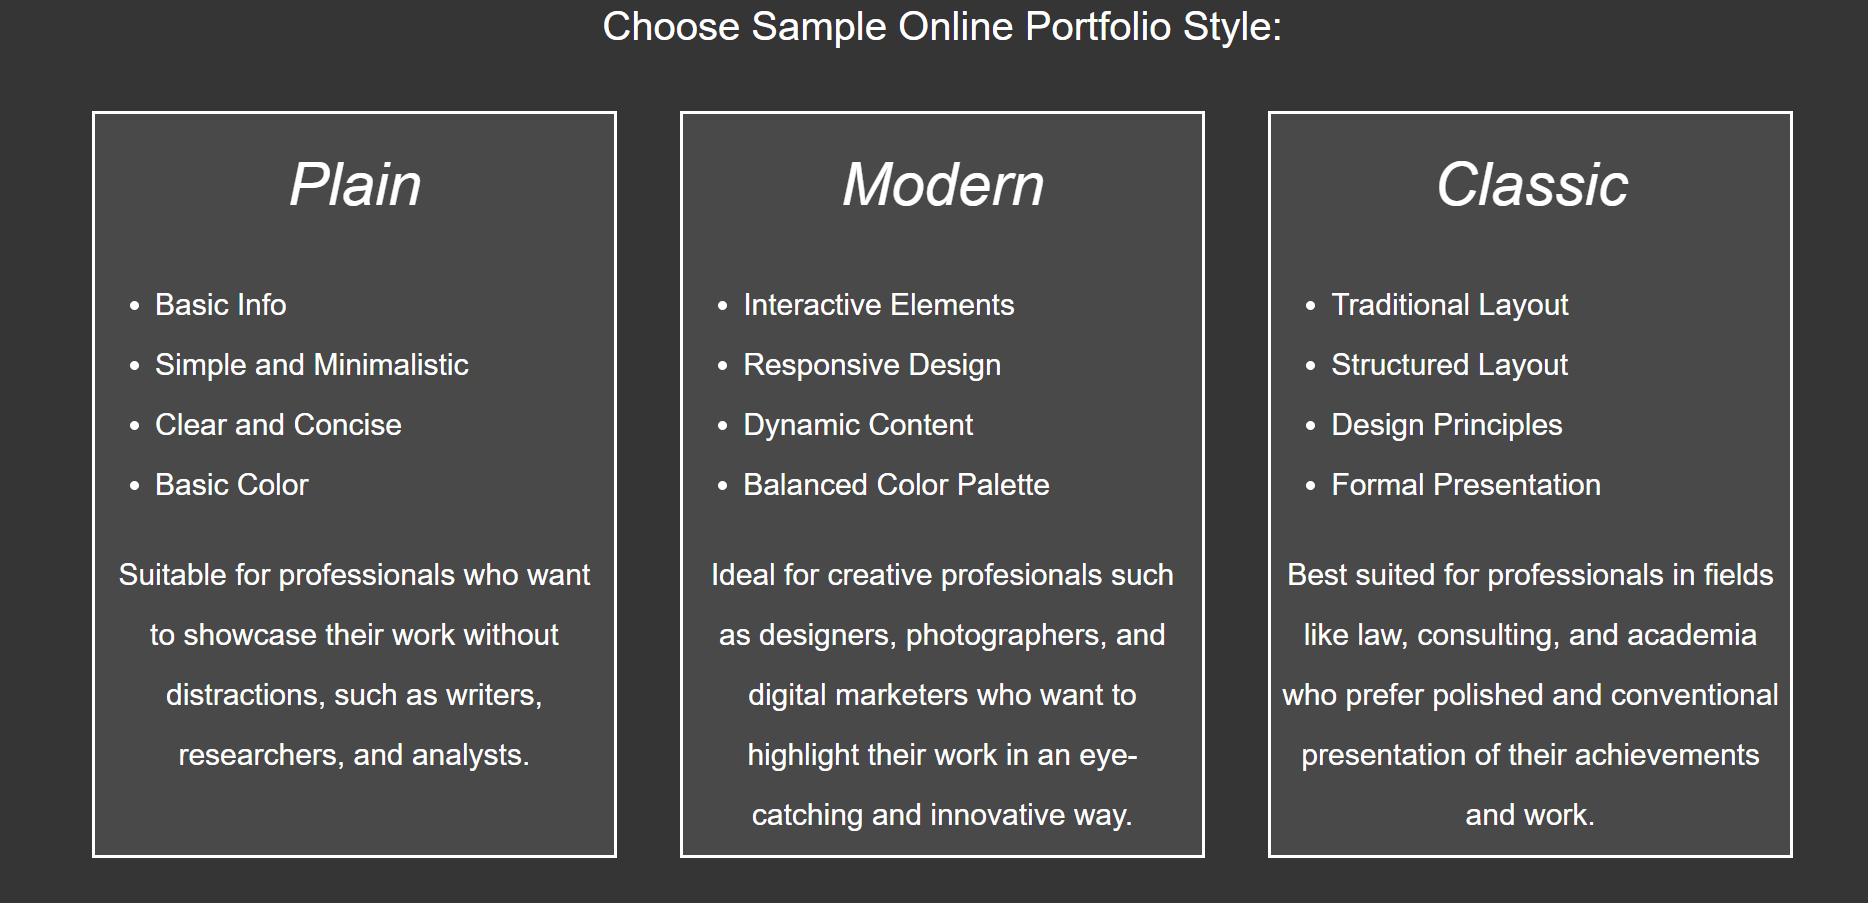 Choose Sample Online Portfolio Style:
Plain
• Basic Info
• Simple and Minimalistic
• Clear and Concise
• Basic Color
Suitable for professionals who want
to showcase their work without
distractions, such as writers,
researchers, and analysts.
Modern
• Interactive Elements
• Responsive Design
• Dynamic Content
• Balanced Color Palette
Ideal for creative profesionals such
as designers, photographers, and
digital marketers who want to
highlight their work in an eye-
catching and innovative way.
Classic
• Traditional Layout
• Structured Layout
• Design Principles
• Formal Presentation
Best suited for professionals in fields
like law, consulting, and academia
who prefer polished and conventional
presentation of their achievements
and work.